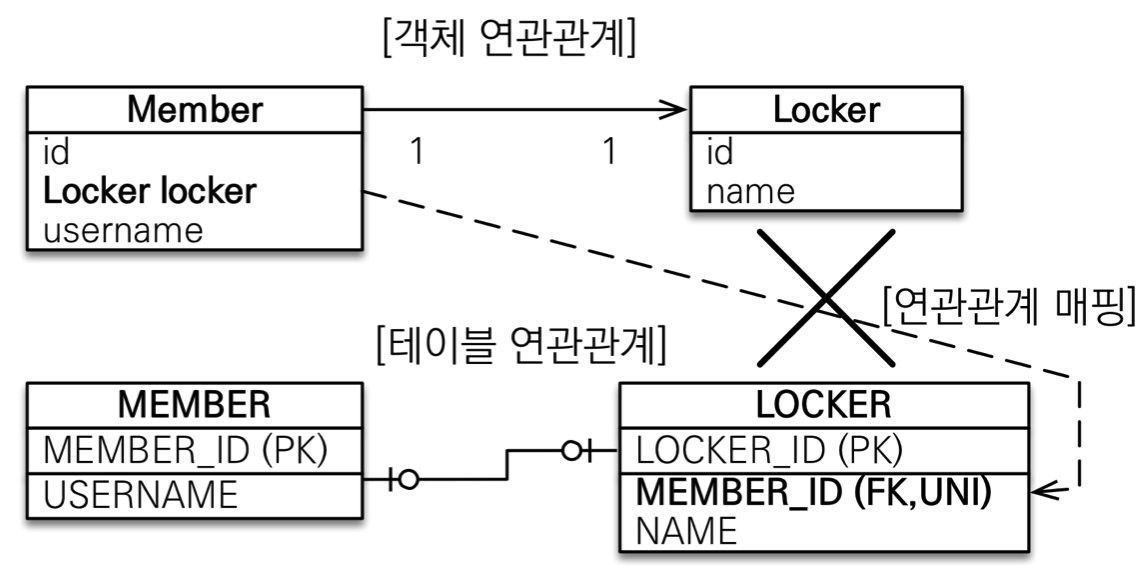 [객체 연관관계]
Member
id
Locker locker
username
1
1
Locker
id
name
[연관관계 매핑]
[테이블 연관관계]
MEMBER
MEMBER_ID (PK)
USERNAME
LOCKER
LOCKER_ID (PK)
MEMBER_ID (FK,UNI)
NAME